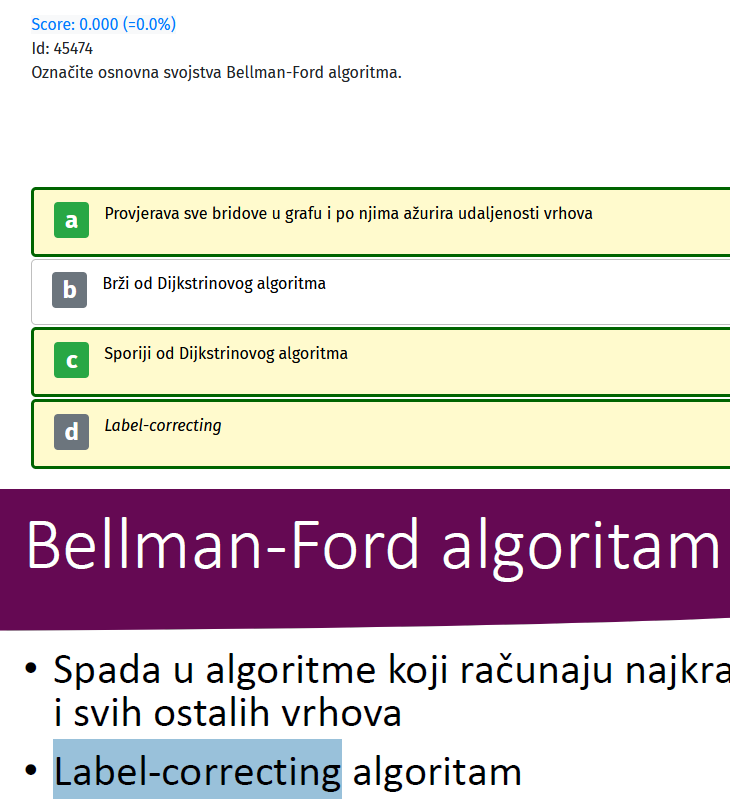 Score: 0.000 (=0.0%)
Id: 45474
Označite osnovna svojstva Bellman-Ford algoritma.
a Provjerava sve bridove u grafu i po njima ažurira udaljenosti vrhova
b Brži od Dijkstrinovog algoritma
c Sporiji od Dijkstrinovog algoritma
d Label-correcting
Bellman-Ford algoritam
• Spada u algoritme koji računaju najkra
i svih ostalih vrhova
• Label-correcting algoritam